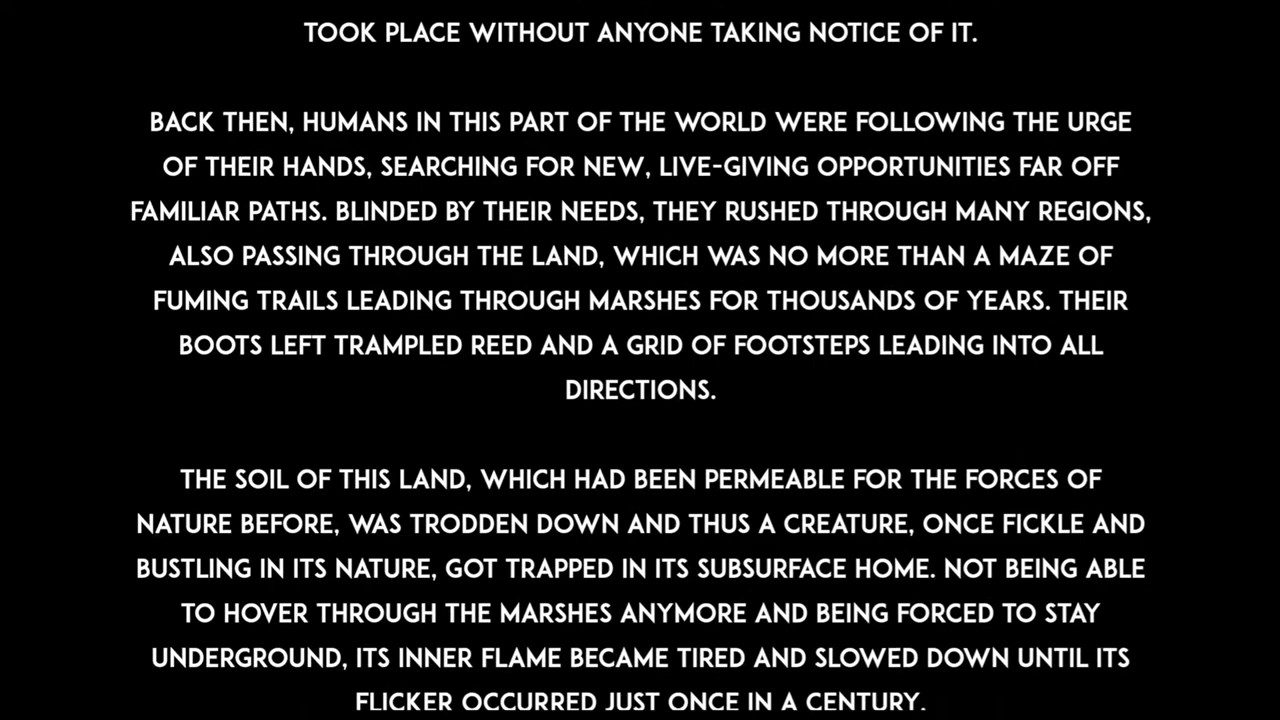 TOOK PLACE WITHOUT ANYONE TAKING NOTICE OF IT.
BACK THEN, HUMANS IN THIS PART OF THE WORLD WERE FOLLOWING THE URGE
OF THEIR HANDS, SEARCHING FOR NEW, LIVE-GIVING OPPORTUNITIES FAR OFF
FAMILIAR PATHS. BLINDED BY THEIR NEEDS, THEY RUSHED THROUGH MANY REGIONS,
ALSO PASSING THROUGH THE LAND, WHICH WAS NO MORE THAN A MAZE OF
FUMING TRAILS LEADING THROUGH MARSHES FOR THOUSANDS OF YEARS. THEIR
BOOTS LEFT TRAMPLED REED AND A GRID OF FOOTSTEPS LEADING INTO ALL
DIRECTIONS.
THE SOIL OF THIS LAND, WHICH HAD BEEN PERMEABLE FOR THE FORCES OF
NATURE BEFORE, WAS TRODDEN DOWN AND THUS A CREATURE, ONCE FICKLE AND
BUSTLING IN ITS NATURE, GOT TRAPPED IN ITS SUBSURFACE HOME. NOT BEING ABLE
TO HOVER THROUGH THE MARSHES ANYMORE AND BEING FORCED TO STAY
UNDERGROUND, ITS INNER FLAME BECAME TIRED AND SLOWED DOWN UNTIL ITS
FLICKER OCCURRED JUST ONCE IN A CENTURY.